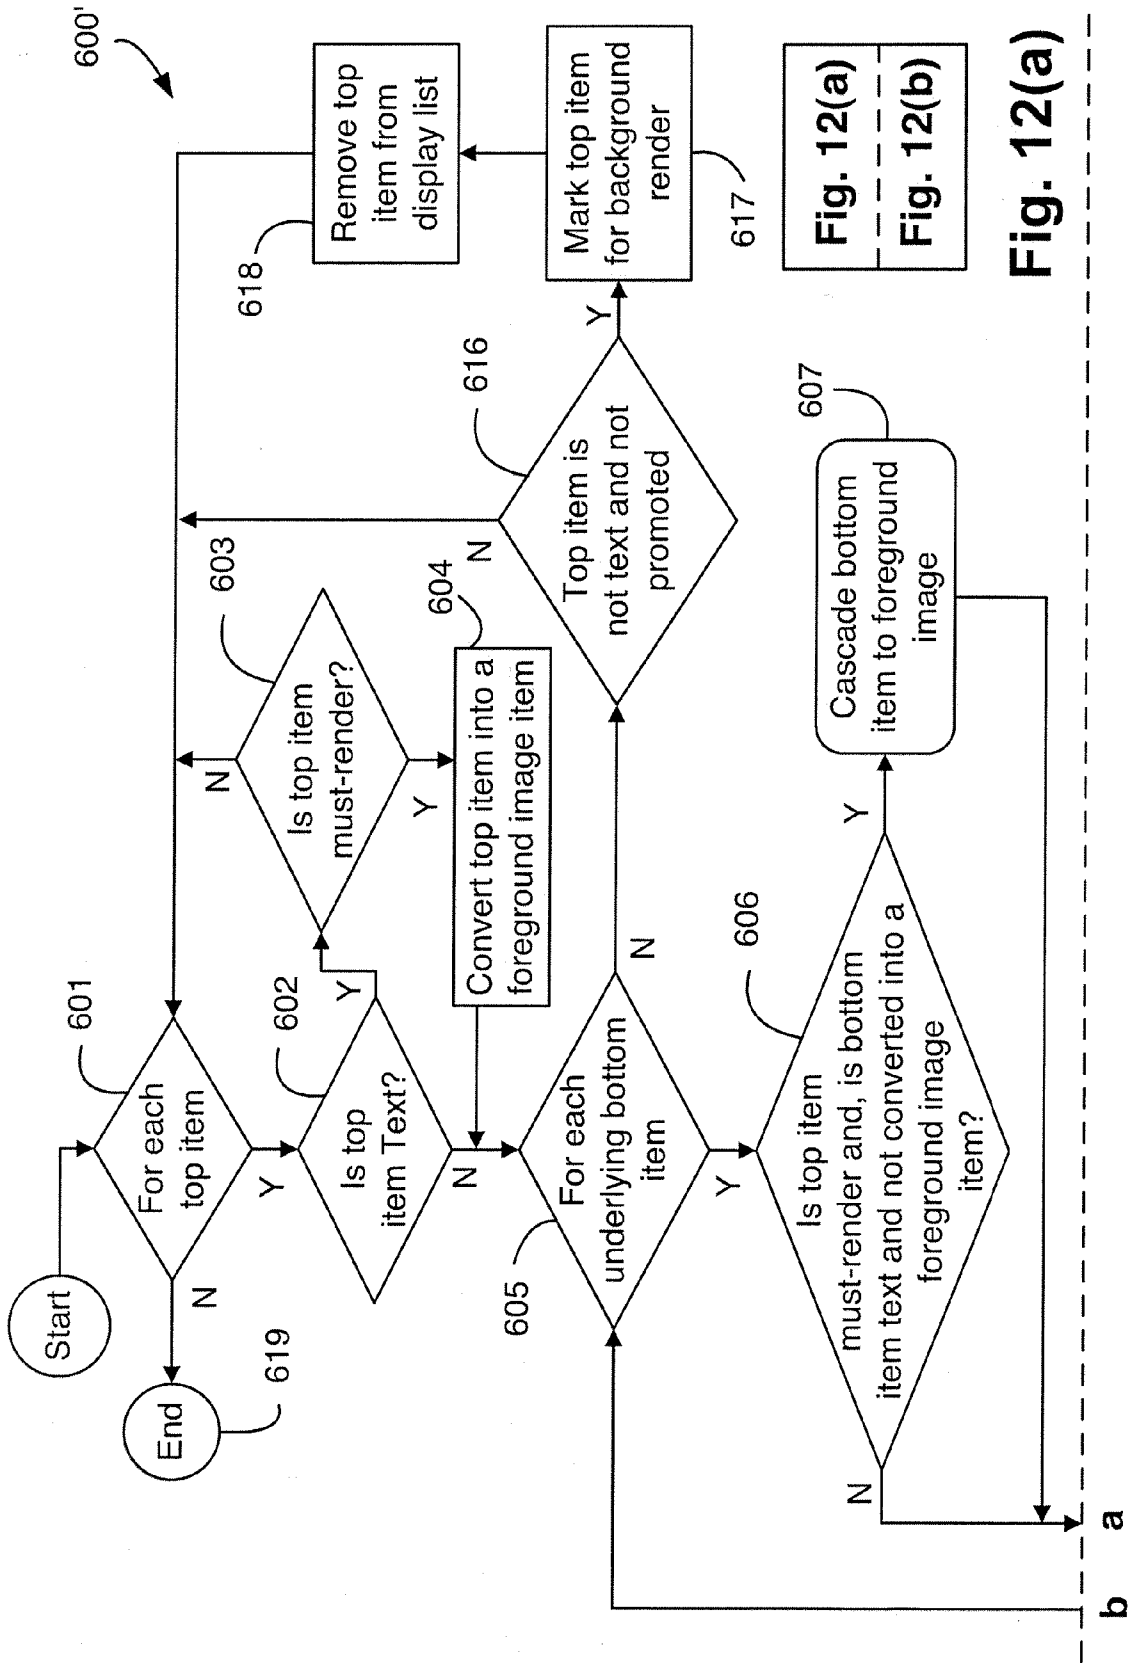 600'
Start
601
For each
top item
Y
N
End
619
602
Is top
item Text?
Y
N
603
Is top item
must-render?
N
Y
604
Convert top item into a
foreground image item
605
For each
underlying bottom
item
Y
N
616
Top item is
not text and not
promoted
N
Y
Mark top item
for background
render
617
Remove top
item from
display list
618
606
Is top item
must-render and, is bottom
item text and not converted into a
foreground image
item?
Y
N
607
Cascade bottom
item to foreground
image
Fig. 12(a)
Fig. 12(b)
b
a
Fig. 12(a)